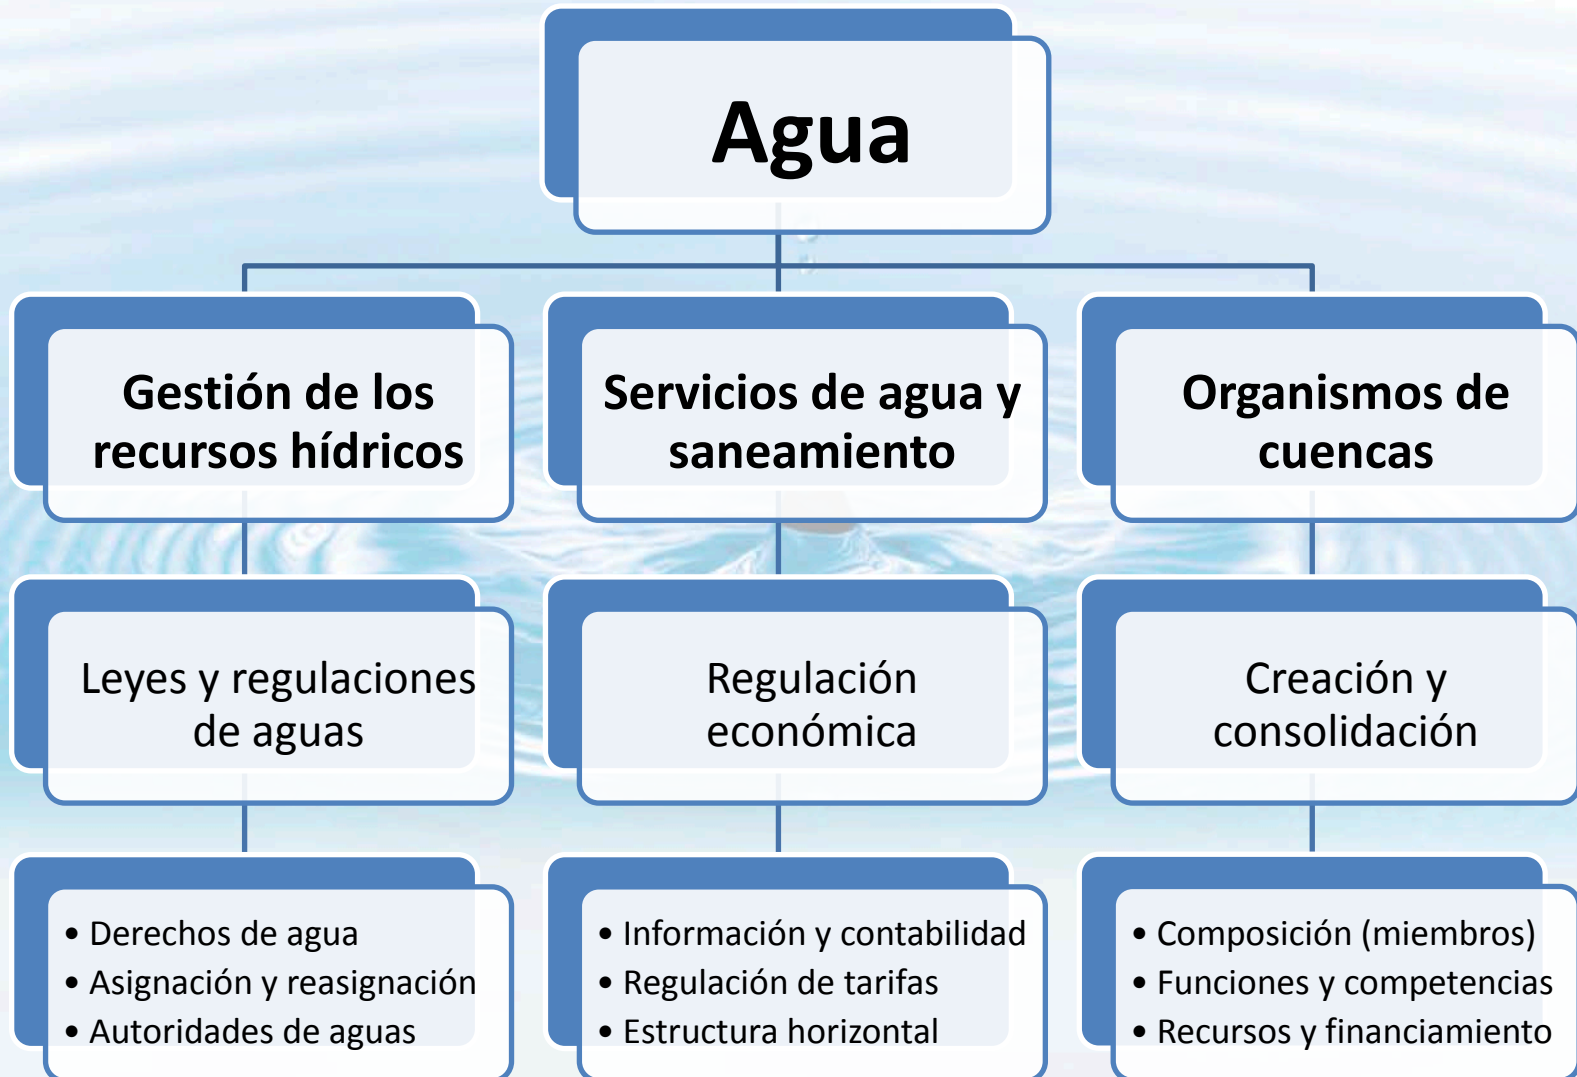 Agua
Gestión de los
recursos hídricos
Servicios de agua y
saneamiento
Organismos de
cuencas
Leyes y regulaciones
de aguas
Regulación
económica
Creación y
consolidación
• Derechos de agua
• Asignación y reasignación
• Autoridades de aguas
• Información y contabilidad
• Regulación de tarifas
• Estructura horizontal
• Composición (miembros)
• Funciones y competencias
• Recursos y financiamiento